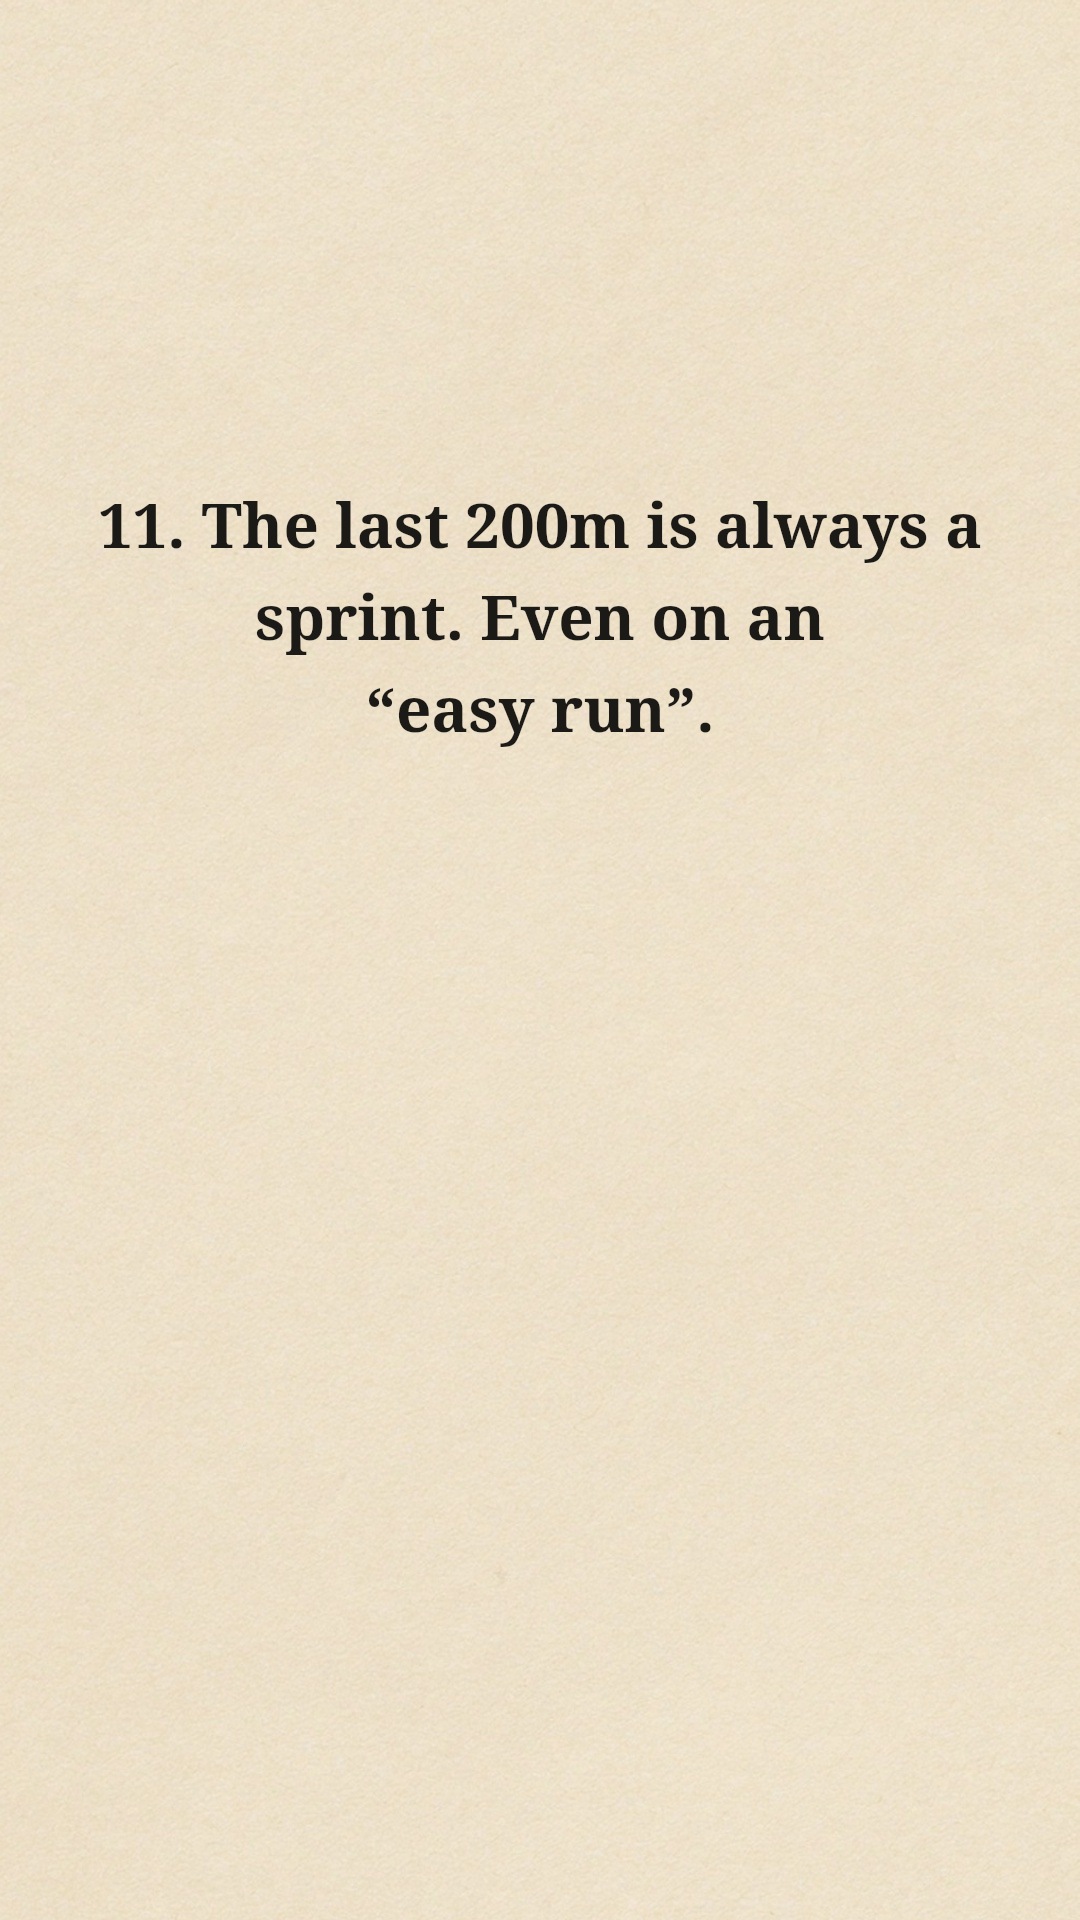 11. The last 200m is always a
sprint. Even on an
“easy run”.